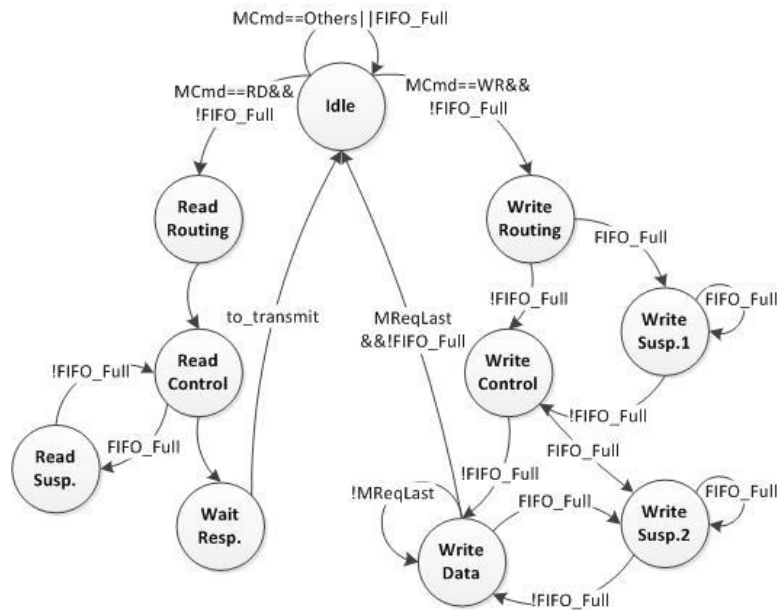 MCmd==Others||FIFO_Full
MCmd==RD&&
!FIFO_Full
Idle
MCmd==WR&&
!FIFO_Full
Read
Routing
Write
Routing
FIFO_Full
to_transmit
MReqLast
&&!FIFO_Full
!FIFO_Full
FIFO_Full
Write
Susp.1
Read
Control
Write
Control
!FIFO_Full
!FIFO_Full
FIFO_Full
Read
Susp.
FIFO_Full
!FIFO_Full
Wait
Resp.
!MReqLast
FIFO_Full
FIFO_Full
Write
Susp.2
Write
Data
!FIFO_Full